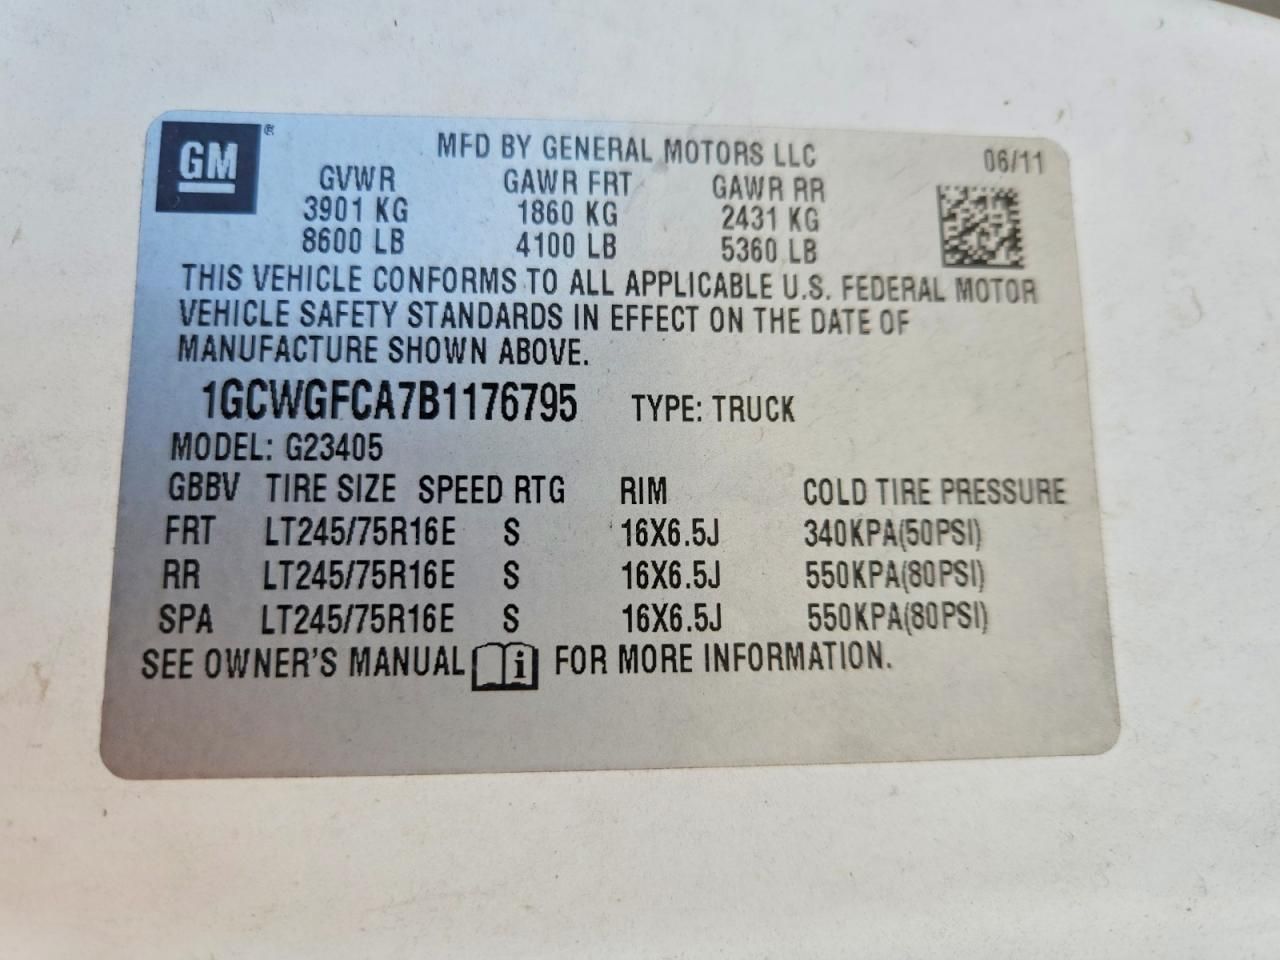 GM®
MFD BY GENERAL MOTORS LLC 06/11
GVWR GAWR FRT GAWR RR
3901 KG 1860 KG 2431 KG
8600 LB 4100 LB 5360 LB
THIS VEHICLE CONFORMS TO ALL APPLICABLE U.S. FEDERAL MOTOR
VEHICLE SAFETY STANDARDS IN EFFECT ON THE DATE OF
MANUFACTURE SHOWN ABOVE.
1GCWGFCA7B1176795 TYPE: TRUCK
MODEL: G23405
GBBV TIRE SIZE SPEED RTG RIM COLD TIRE PRESSURE
FRT LT245/75R16E S 16X6.5J 340KPA(50PSI)
RR LT245/75R16E S 16X6.5J 550KPA(80PSI)
SPA LT245/75R16E S 16X6.5J 550KPA(80PSI)
SEE OWNER'S MANUAL i FOR MORE INFORMATION.